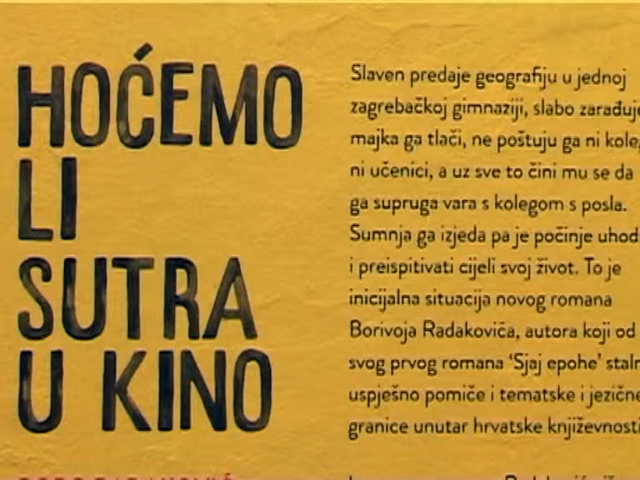 HOĆEMO
LI
SUTRA
U KINO
Slaven predaje geografiju u jednoj
zagrebačkoj gimnaziji, slabo zarađuje
majka ga tlači, ne poštuju ga ni kole
ni učenici, a uz sve to čini mu se da
ga supruga vara s kolegom s posla.
Sumnja ga izjeda pa je počinje uhod
i preispitivati cijeli svoj život. To je
inicijalna situacija novog romana
Borivoja Radakovića, autora koji od
svog prvog romana ‘Sjaj epohe’ staln
uspješno pomiče i tematske i jezične
granice unutar hrvatske književnosti